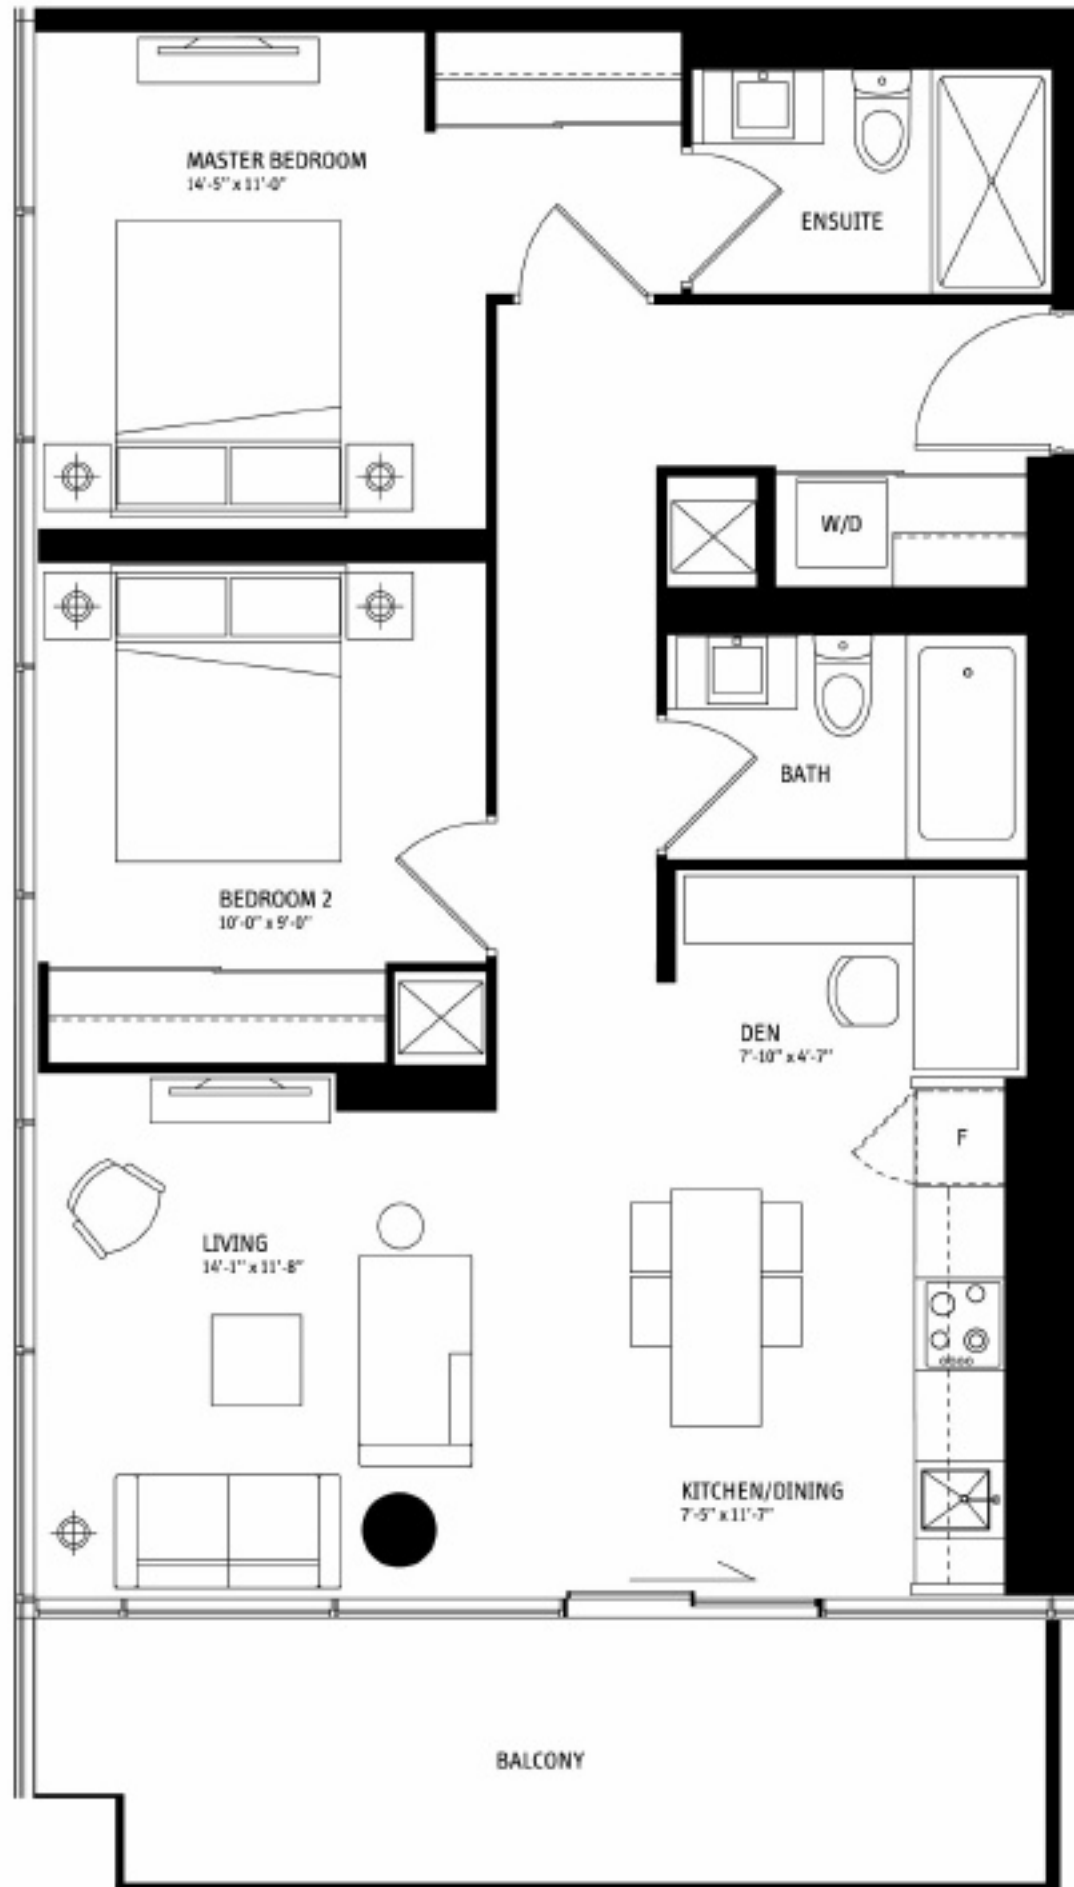 MASTER BEDROOM
14'-5" x 11'-0"
ENSUITE
W/D
BATH
BEDROOM 2
10'-0" x 9'-0"
DEN
7'-10" x 4'-7"
F
LIVING
14'-1" x 11'-8"
KITCHEN/DINING
7'-5" x 11'-7"
BALCONY